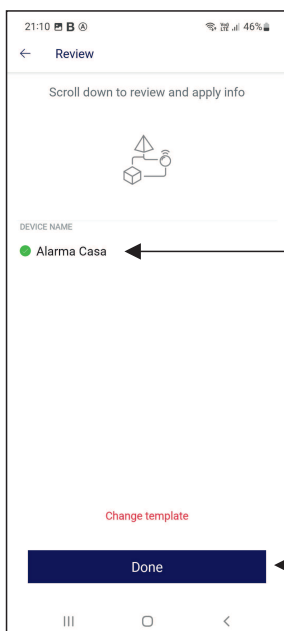 21:10 B A 46%
Review
Scroll down to review and apply info
DEVICE NAME
Alarma Casa
Change template
Done